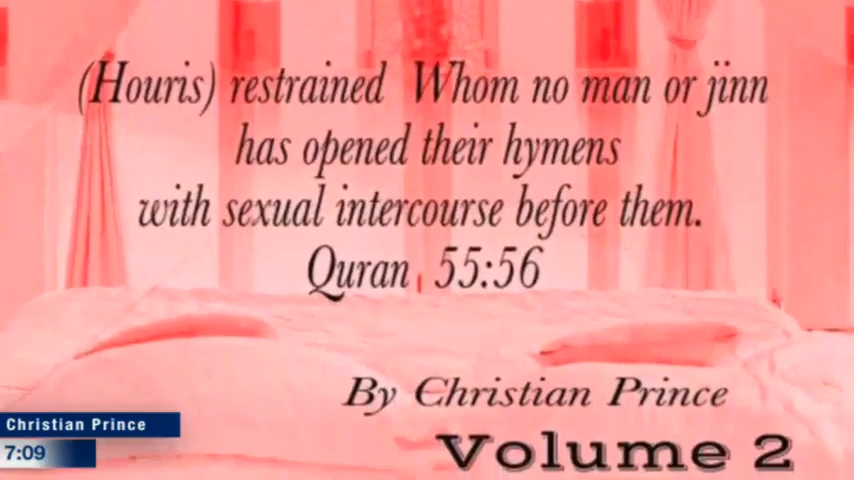 (Houris) restrained Whom no man or jinn
has opened their hymens
with sexual intercourse before them.
Quran 55:56
By Christian Prince
Volume 2
Christian Prince
7:09